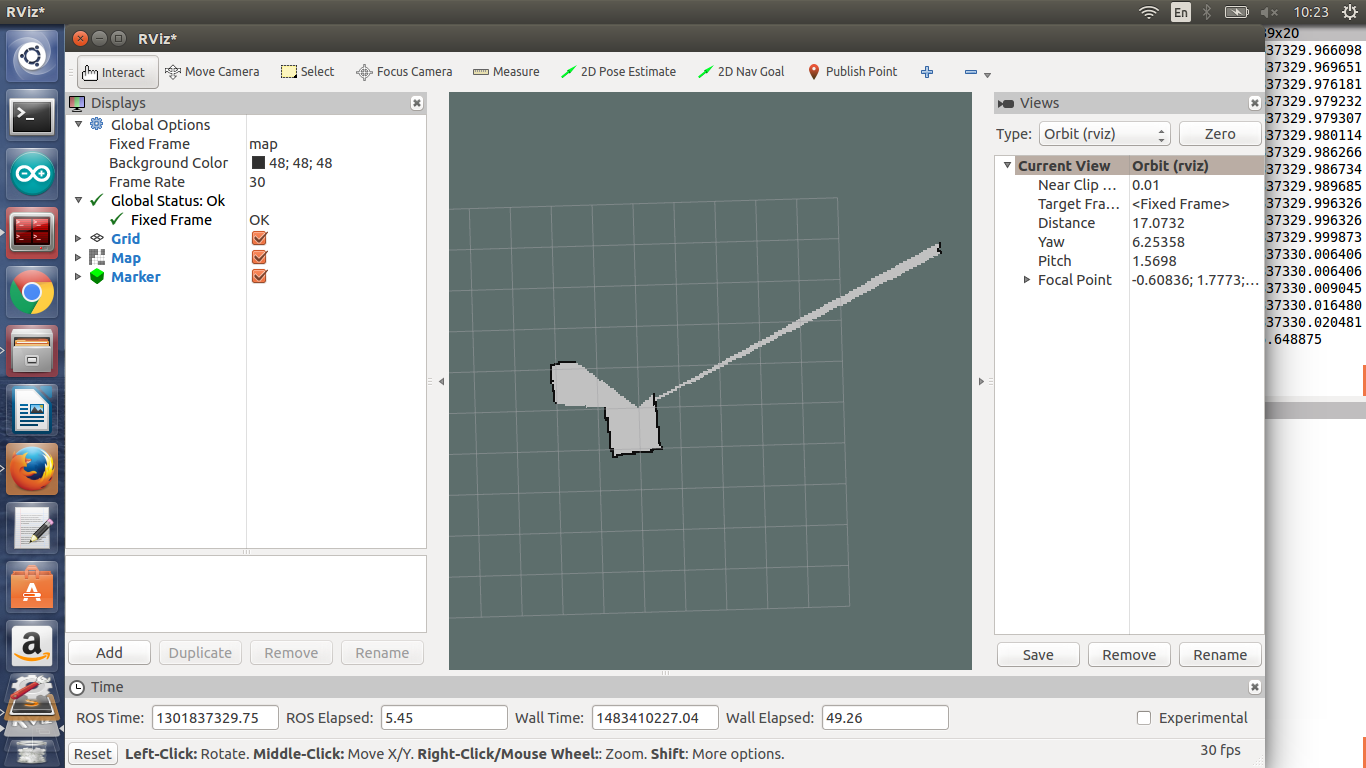 RViz*
En
10:23
RViz*
Interact
Move Camera
Select
Focus Camera
Measure
2D Pose Estimate
2D Nav Goal
Publish Point
Displays
Global Options
Fixed Frame map
Background Color 48; 48; 48
Frame Rate 30
Global Status: Ok
Fixed Frame OK
Grid
Map
Marker
Add
Duplicate
Remove
Rename
Views
Type: Orbit (rviz) Zero
Current View Orbit (rviz)
Near Clip ... 0.01
Target Fra... <Fixed Frame>
Distance 17.0732
Yaw 6.25358
Pitch 1.5698
Focal Point -0.60836; 1.7773;...
Save
Remove
Rename
39x20
37329.966098
37329.969651
37329.976181
37329.979232
37329.979307
37329.980114
37329.986266
37329.986734
37329.989685
37329.996326
37329.996326
37329.999873
37330.006406
37330.006406
37330.009045
37330.016480
37330.020481
.648875
Time
ROS Time: 1301837329.75 ROS Elapsed: 5.45 Wall Time: 1483410227.04 Wall Elapsed: 49.26 Experimental
Reset Left-Click: Rotate. Middle-Click: Move X/Y. Right-Click/Mouse Wheel:: Zoom. Shift: More options. 30 fps